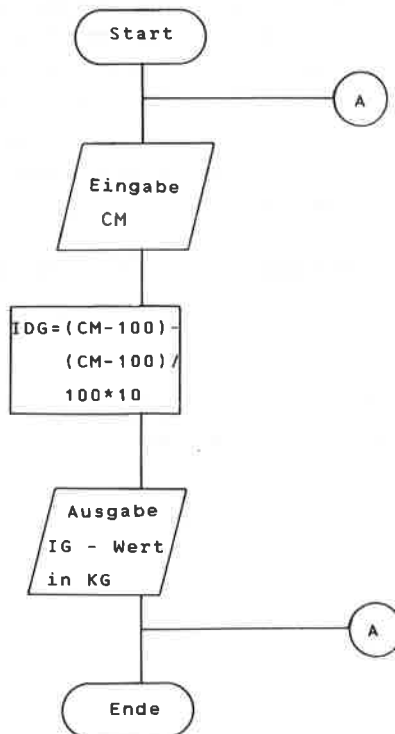 Start
A
Eingabe
CM
IDG=(CM-100)-
(CM-100)/
100*10
Ausgabe
IG - Wert
in KG
A
Ende